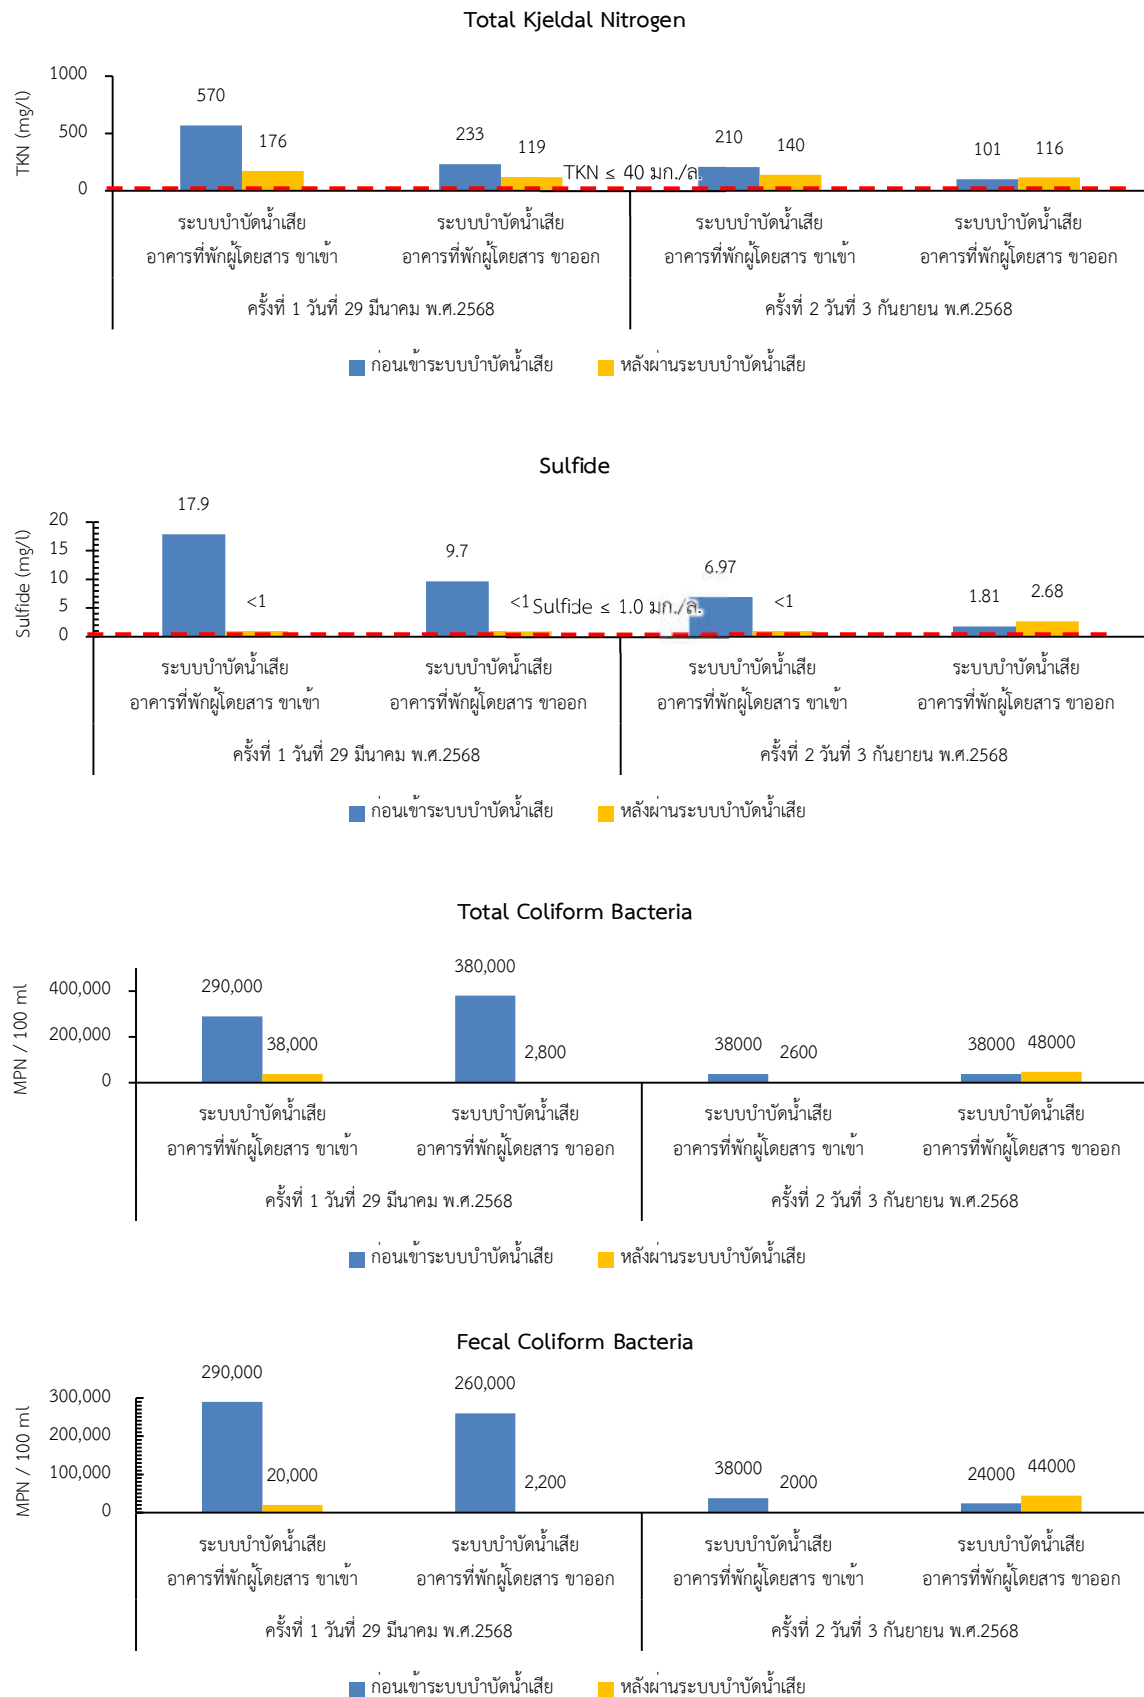 Total Kjeldal Nitrogen
TKN (mg/l)
1000
500
0
570
176
233
119
210
140
101
116
TKN ≤ 40 มก./ล.
ระบบบำบัดน้ำเสีย
อาคารที่พักผู้โดยสาร ขาเข้า
ระบบบำบัดน้ำเสีย
อาคารที่พักผู้โดยสาร ขาออก
ระบบบำบัดน้ำเสีย
อาคารที่พักผู้โดยสาร ขาเข้า
ระบบบำบัดน้ำเสีย
อาคารที่พักผู้โดยสาร ขาออก
ครั้งที่ 1 วันที่ 29 มีนาคม พ.ศ.2568
ครั้งที่ 2 วันที่ 3 กันยายน พ.ศ.2568
ก่อนเข้าระบบบำบัดน้ำเสีย
หลังผ่านระบบบำบัดน้ำเสีย
Sulfide
Sulfide (mg/l)
20
15
10
5
0
17.9
<1
9.7
<1
6.97
<1
1.81
2.68
Sulfide ≤ 1.0 มก./ล.
ระบบบำบัดน้ำเสีย
อาคารที่พักผู้โดยสาร ขาเข้า
ระบบบำบัดน้ำเสีย
อาคารที่พักผู้โดยสาร ขาออก
ระบบบำบัดน้ำเสีย
อาคารที่พักผู้โดยสาร ขาเข้า
ระบบบำบัดน้ำเสีย
อาคารที่พักผู้โดยสาร ขาออก
ครั้งที่ 1 วันที่ 29 มีนาคม พ.ศ.2568
ครั้งที่ 2 วันที่ 3 กันยายน พ.ศ.2568
ก่อนเข้าระบบบำบัดน้ำเสีย
หลังผ่านระบบบำบัดน้ำเสีย
Total Coliform Bacteria
MPN / 100 ml
400,000
200,000
0
290,000
38,000
380,000
2,800
38000
2600
38000
48000
ระบบบำบัดน้ำเสีย
อาคารที่พักผู้โดยสาร ขาเข้า
ระบบบำบัดน้ำเสีย
อาคารที่พักผู้โดยสาร ขาออก
ระบบบำบัดน้ำเสีย
อาคารที่พักผู้โดยสาร ขาเข้า
ระบบบำบัดน้ำเสีย
อาคารที่พักผู้โดยสาร ขาออก
ครั้งที่ 1 วันที่ 29 มีนาคม พ.ศ.2568
ครั้งที่ 2 วันที่ 3 กันยายน พ.ศ.2568
ก่อนเข้าระบบบำบัดน้ำเสีย
หลังผ่านระบบบำบัดน้ำเสีย
Fecal Coliform Bacteria
MPN / 100 ml
300,000
200,000
100,000
0
290,000
20,000
260,000
2,200
38000
2000
24000
44000
ระบบบำบัดน้ำเสีย
อาคารที่พักผู้โดยสาร ขาเข้า
ระบบบำบัดน้ำเสีย
อาคารที่พักผู้โดยสาร ขาออก
ระบบบำบัดน้ำเสีย
อาคารที่พักผู้โดยสาร ขาเข้า
ระบบบำบัดน้ำเสีย
อาคารที่พักผู้โดยสาร ขาออก
ครั้งที่ 1 วันที่ 29 มีนาคม พ.ศ.2568
ครั้งที่ 2 วันที่ 3 กันยายน พ.ศ.2568
ก่อนเข้าระบบบำบัดน้ำเสีย
หลังผ่านระบบบำบัดน้ำเสีย